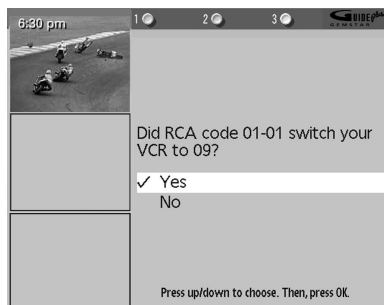 6:30 pm
1 2 3 GUIDE Plus+
GEMSTAR
Did RCA code 01-01 switch your
VCR to 09?
✓ Yes
No
Press up/down to choose. Then, press OK.